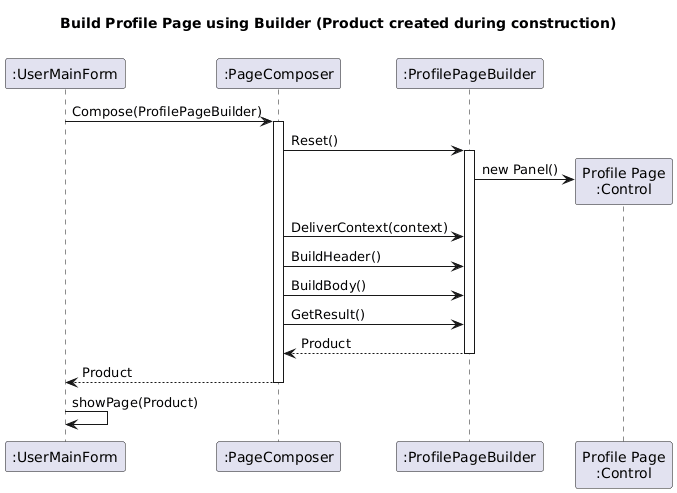 Build Profile Page using Builder (Product created during construction)
:UserMainForm
:PageComposer
:ProfilePageBuilder
Compose(ProfilePageBuilder)
Reset()
new Panel()
Profile Page
:Control
DeliverContext(context)
BuildHeader()
BuildBody()
GetResult()
Product
Product
showPage(Product)
:UserMainForm
:PageComposer
:ProfilePageBuilder
Profile Page
:Control